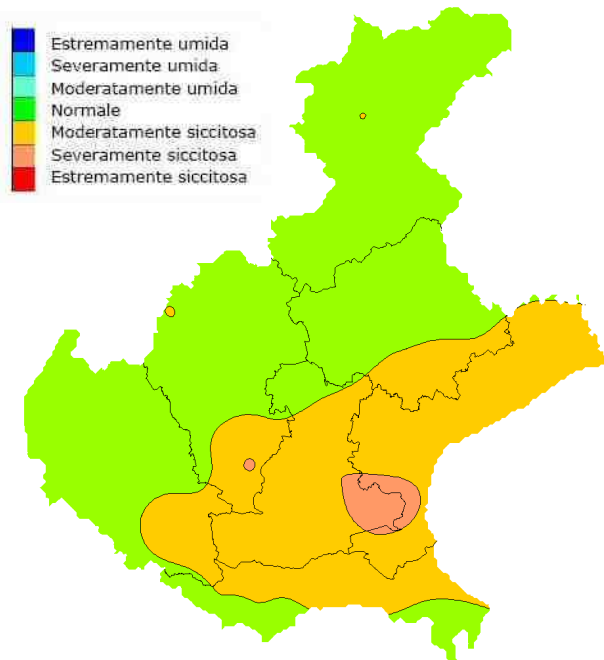 Estremamente umida
Severamente umida
Moderatamente umida
Normale
Moderatamente siccitosa
Severamente siccitosa
Estremamente siccitosa